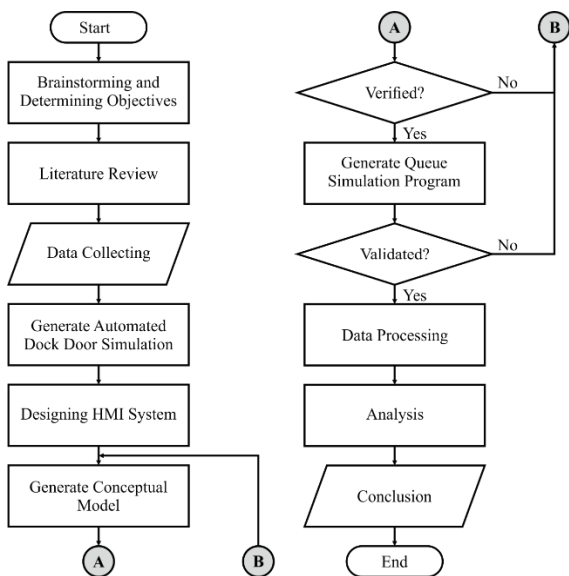 Start
Brainstorming and
Determining Objectives
Literature Review
Data Collecting
Generate Automated
Dock Door Simulation
Designing HMI System
Generate Conceptual
Model
A
B
A
B
Verified?
No
Yes
Generate Queue
Simulation Program
Validated?
No
Yes
Data Processing
Analysis
Conclusion
End